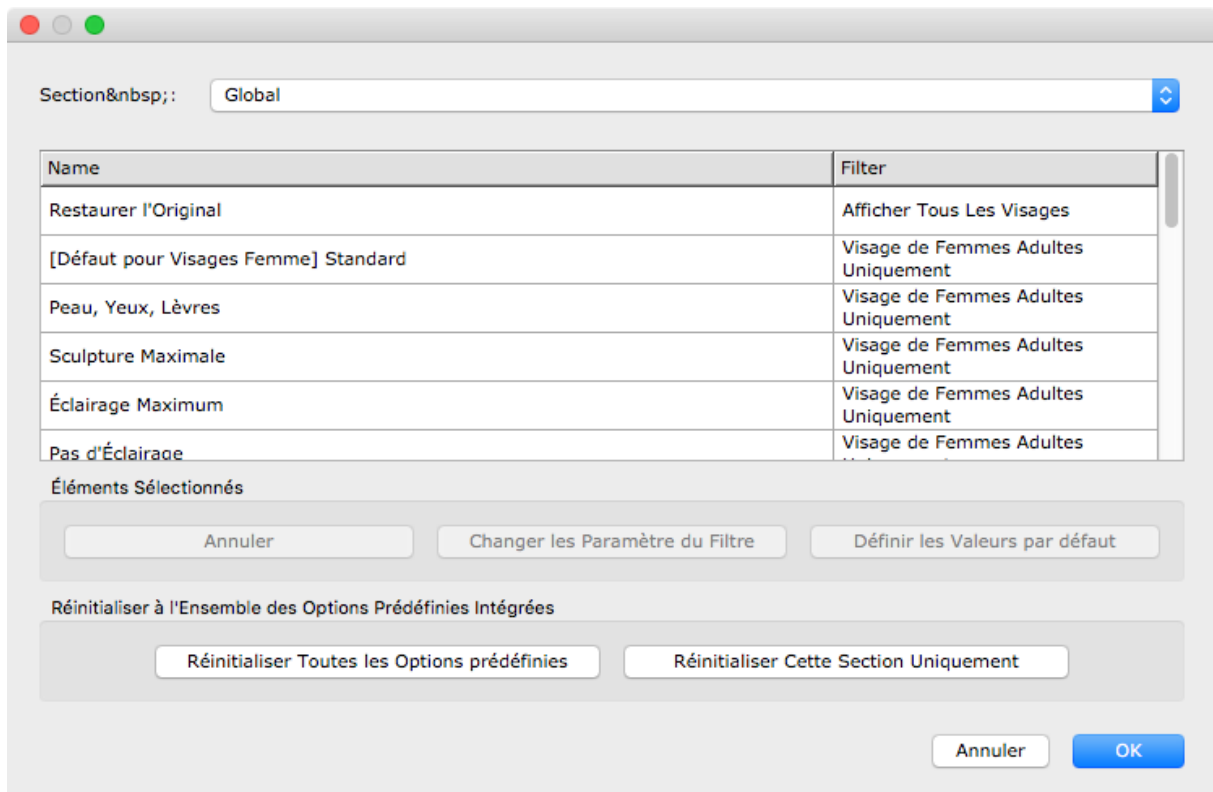 Section&nbsp;: Global
Name Filter
Restaurer l'Original Afficher Tous Les Visages
[Défaut pour Visages Femme] Standard Visage de Femmes Adultes
Uniquement
Peau, Yeux, Lèvres Visage de Femmes Adultes
Uniquement
Sculpture Maximale Visage de Femmes Adultes
Uniquement
Éclairage Maximum Visage de Femmes Adultes
Uniquement
Pas d'Éclairage Visage de Femmes Adultes
Éléments Sélectionnés
Annuler Changer les Paramètre du Filtre Définir les Valeurs par défaut
Réinitialiser à l'Ensemble des Options Prédéfinies Intégrées
Réinitialiser Toutes les Options prédéfinies Réinitialiser Cette Section Uniquement
Annuler OK